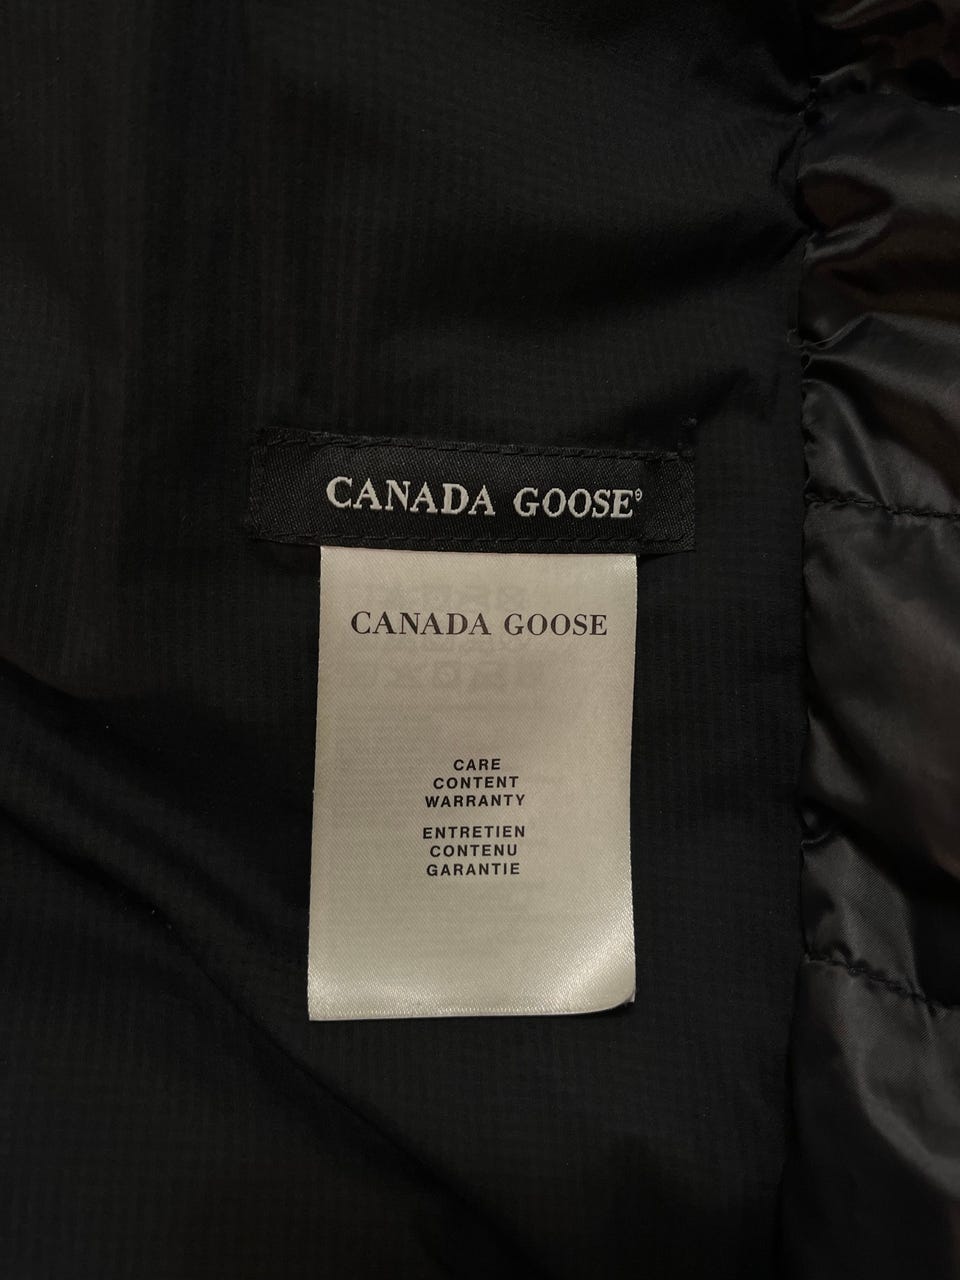 CANADA GOOSE®
CANADA GOOSE
CARE
CONTENT
WARRANTY
ENTRETIEN
CONTENU
GARANTIE